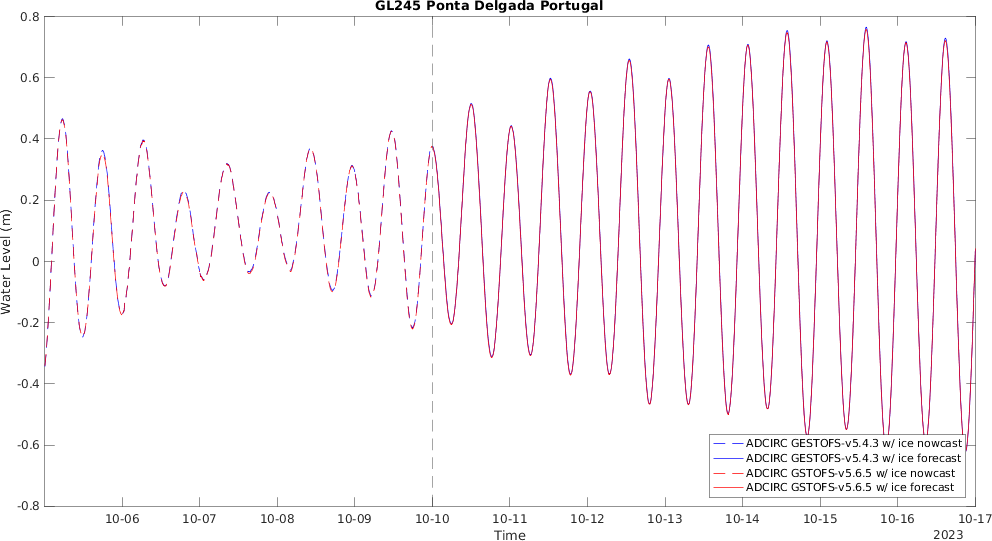 GL245 Ponta Delgada Portugal
0.8
0.6
0.4
0.2
0
-0.2
-0.4
-0.6
-0.8
Water Level (m)
ADCIRC GESTOFS-v5.4.3 w/ ice nowcast
ADCIRC GESTOFS-v5.4.3 w/ ice forecast
ADCIRC GSTOFS-v5.6.5 w/ ice nowcast
ADCIRC GSTOFS-v5.6.5 w/ ice forecast
10-06 10-07 10-08 10-09 10-10 10-11 10-12 10-13 10-14 10-15 10-16 10-17
Time
2023